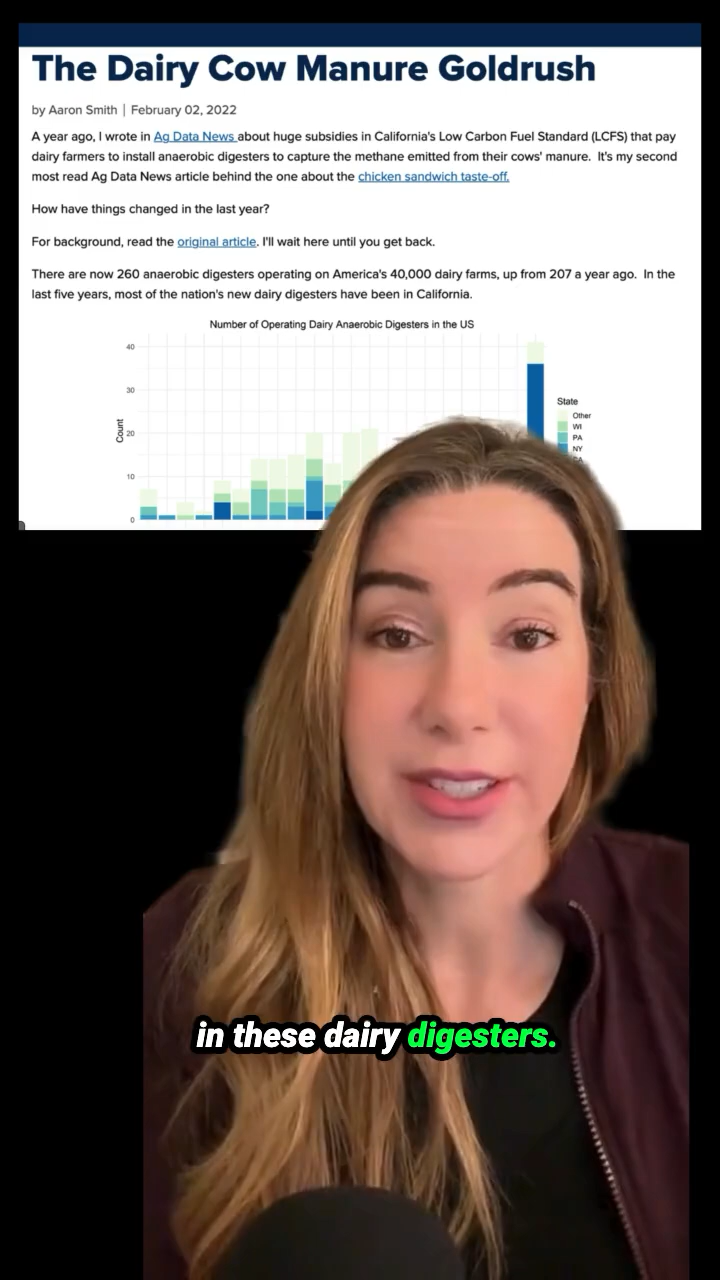 The Dairy Cow Manure Goldrush
by Aaron Smith | February 02, 2022
A year ago, I wrote in Ag Data News about huge subsidies in California's Low Carbon Fuel Standard (LCFS) that pay
dairy farmers to install anaerobic digesters to capture the methane emitted from their cows' manure.  It's my second
most read Ag Data News article behind the one about the chicken sandwich taste-off.
How have things changed in the last year?
For background, read the original article. I'll wait here until you get back.
There are now 260 anaerobic digesters operating on America's 40,000 dairy farms, up from 207 a year ago.  In the
last five years, most of the nation's new dairy digesters have been in California.
Number of Operating Dairy Anaerobic Digesters in the US
40
30
20
10
0
Count
State
Other
WI
PA
NY
in these dairy digesters.